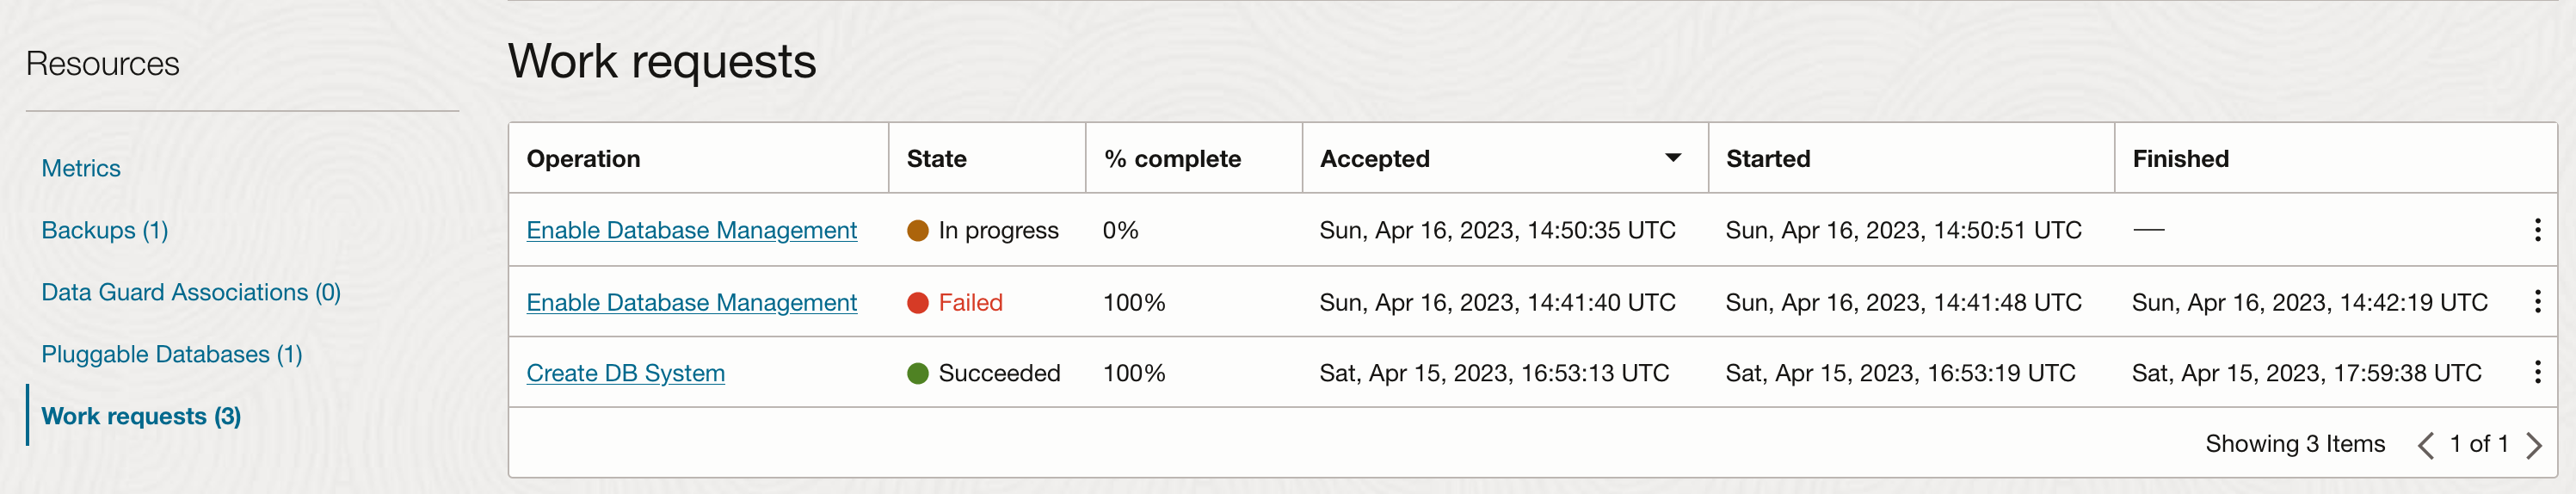 Resources
Metrics
Backups (1)
Data Guard Associations (0)
Pluggable Databases (1)
Work requests (3)
Work requests
Operation State % complete Accepted Started Finished
Enable Database Management In progress 0% Sun, Apr 16, 2023, 14:50:35 UTC Sun, Apr 16, 2023, 14:50:51 UTC —
Enable Database Management Failed 100% Sun, Apr 16, 2023, 14:41:40 UTC Sun, Apr 16, 2023, 14:41:48 UTC Sun, Apr 16, 2023, 14:42:19 UTC
Create DB System Succeeded 100% Sat, Apr 15, 2023, 16:53:13 UTC Sat, Apr 15, 2023, 16:53:19 UTC Sat, Apr 15, 2023, 17:59:38 UTC
Showing 3 Items < 1 of 1 >